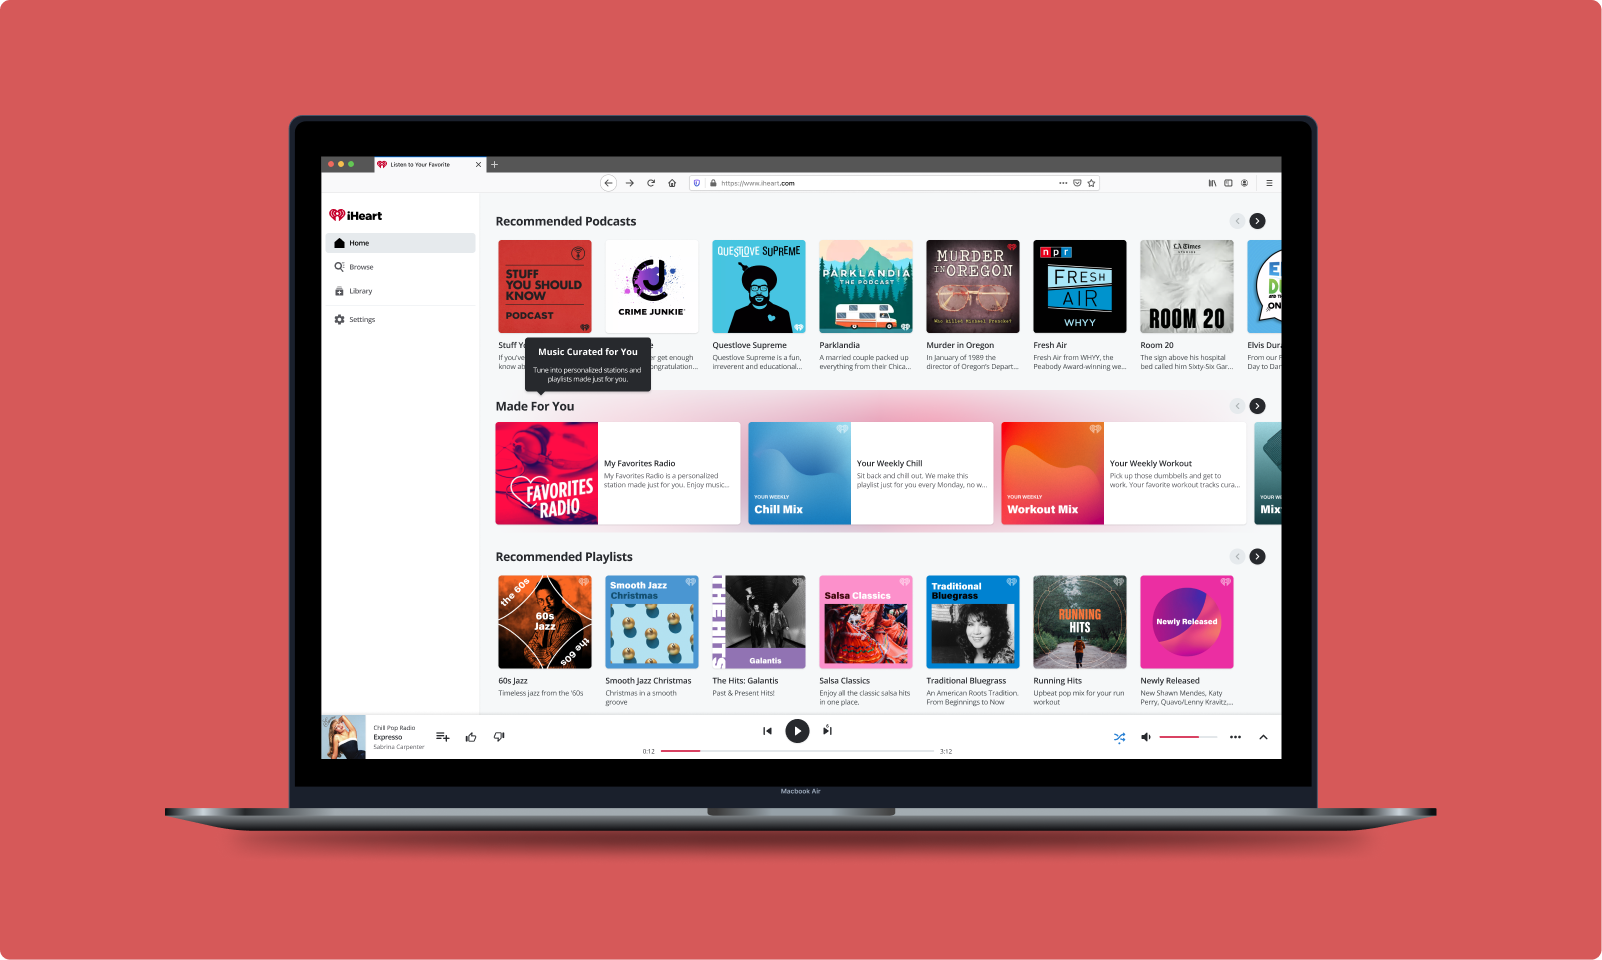 Listen to Your Favorite
https://www.iheart.com
iHeart
Home
Browse
Library
Settings
Recommended Podcasts
STUFF
YOU SHOULD
KNOW
PODCAST
CRIME JUNKIE
QUESTLOVE SUPREME
PARKLANDIA
THE PODCAST
MURDER
IN OREGON
Who Killed Michael Francke?
npr
FRESH
AIR
WHYY
LA Times
STUDIOS
ROOM 20
Stuff Yo
If you've
know ab
e
er get enough
ongratulation...
Questlove Supreme
Questlove Supreme is a fun,
irreverent and educational...
Parklandia
A married couple packed up
everything from their Chica...
Murder in Oregon
In January of 1989 the
director of Oregon's Depart...
Fresh Air
Fresh Air from WHYY, the
Peabody Award-winning we...
Room 20
The sign above his hospital
bed called him Sixty-Six Gar...
Elvis Dura
From our F
Day to Dar
Music Curated for You
Tune into personalized stations and
playlists made just for you.
Made For You
FAVORITES
RADIO
My Favorites Radio
My Favorites Radio is a personalized
station made just for you. Enjoy music...
YOUR WEEKLY
Chill Mix
Your Weekly Chill
Sit back and chill out. We make this
playlist just for you every Monday, no w...
YOUR WEEKLY
Workout Mix
Your Weekly Workout
Pick up those dumbbells and get to
work. Your favorite workout tracks cura...
YOUR WE
Mix
Recommended Playlists
the 60s
60s
Jazz
the 60s
Smooth Jazz
Christmas
THE HITS
Galantis
Salsa Classics
Traditional
Bluegrass
RUNNING
HITS
Newly Released
60s Jazz
Timeless jazz from the '60s
Smooth Jazz Christmas
Christmas in a smooth
groove
The Hits: Galantis
Past & Present Hits!
Salsa Classics
Enjoy all the classic salsa hits
in one place.
Traditional Bluegrass
An American Roots Tradition.
From Beginnings to Now
Running Hits
Upbeat pop mix for your run
workout
Newly Released
New Shawn Mendes, Katy
Perry, Quavo/Lenny Kravitz,...
Chill Pop Radio
Expresso
Sabrina Carpenter
6
0:12
3:12
Macbook Air